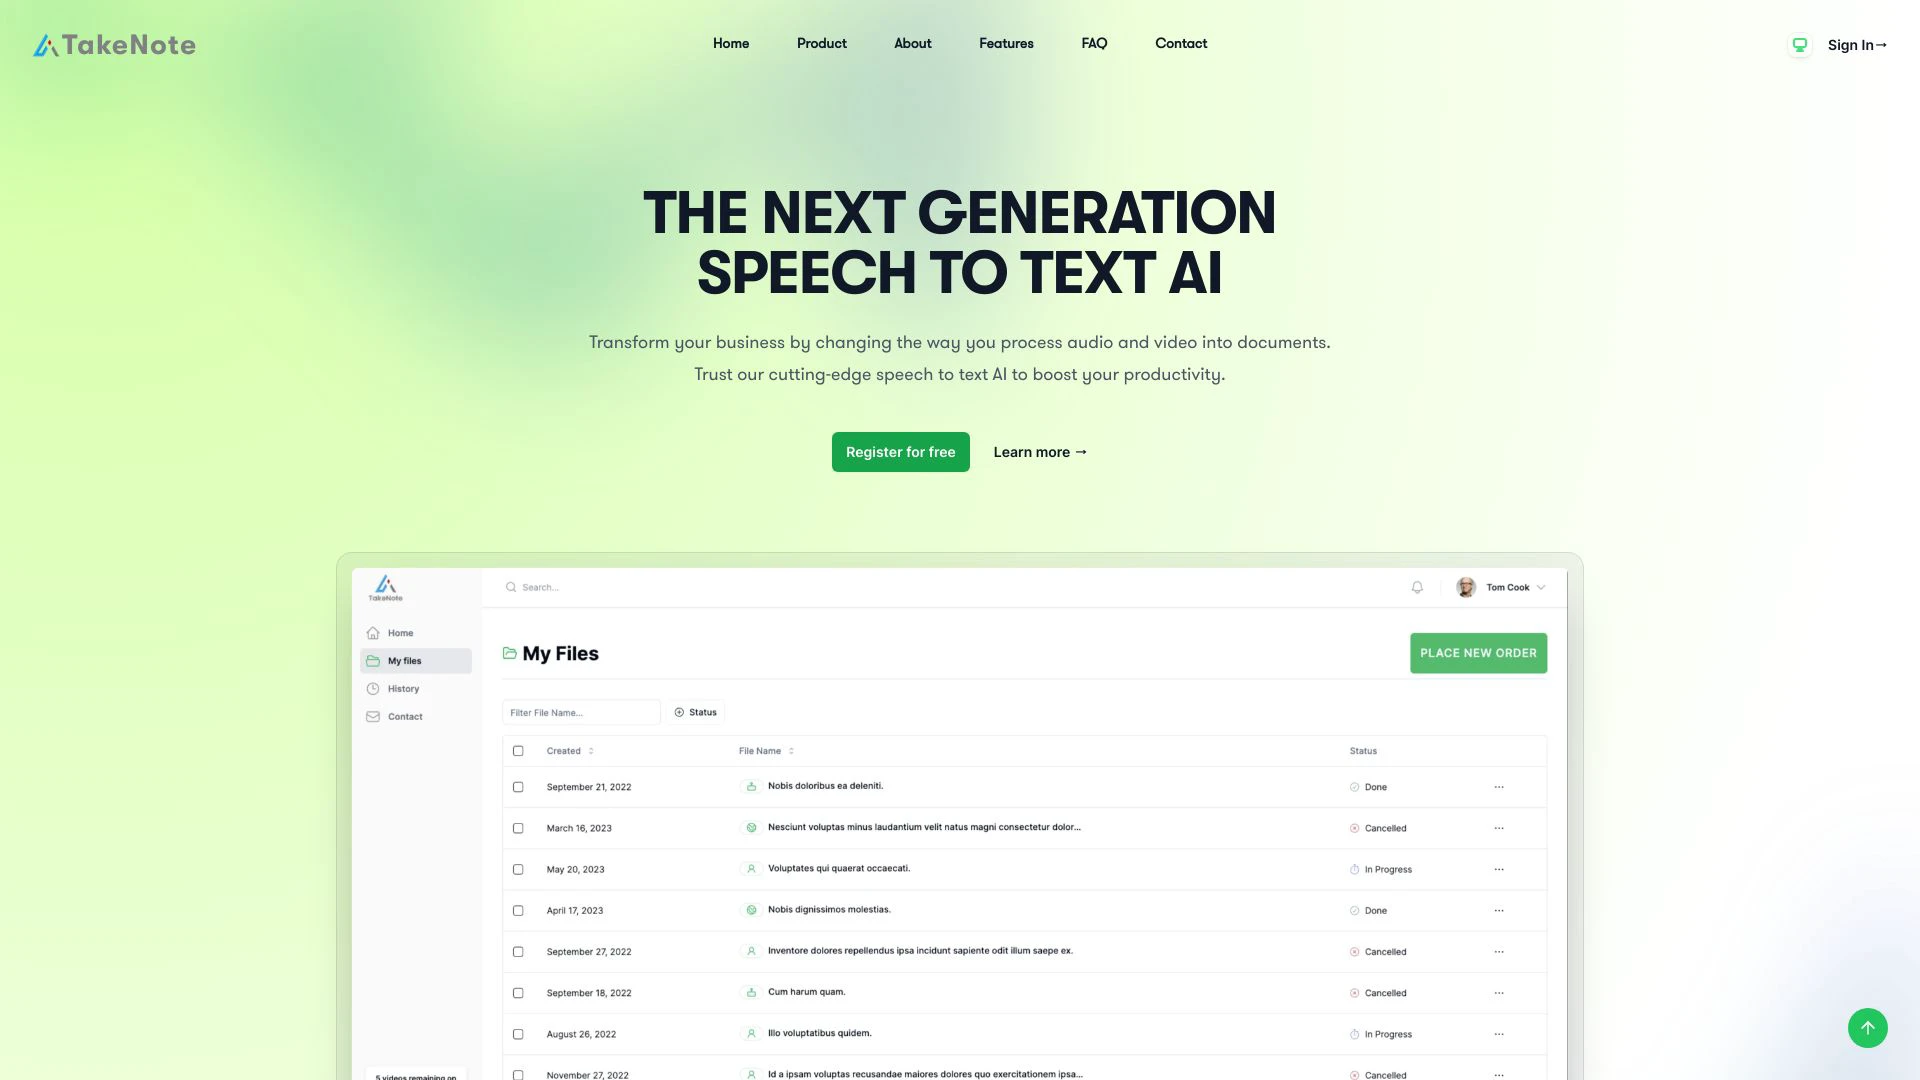 TakeNote
Home
Product
About
Features
FAQ
Contact
Sign In→
THE NEXT GENERATION
SPEECH TO TEXT AI
Transform your business by changing the way you process audio and video into documents.
Trust our cutting-edge speech to text AI to boost your productivity.
Register for free
Learn more →
TakeNote
Search...
Tom Cook
Home
My files
History
Contact
My Files
PLACE NEW ORDER
Filter File Name...
Status
Created
File Name
Status
September 21, 2022
Nobis doloribus ea deleniti.
Done
...
March 16, 2023
Nesciunt voluptas minus laudantium velit natus magni consectetur dolor...
Cancelled
...
May 20, 2023
Voluptates qui quaerat occaecati.
In Progress
...
April 17, 2023
Nobis dignissimos molestias.
Done
...
September 27, 2022
Inventore dolores repellendus ipsa incidunt sapiente odit illum saepe ex.
Cancelled
...
September 18, 2022
Cum harum quam.
Cancelled
...
August 26, 2022
Illo voluptatibus quidem.
In Progress
...
November 27, 2022
Id a ipsam voluptas recusandae maiores dolores quo exercitationem ipsa...
Cancelled
...
5 videos remaining on